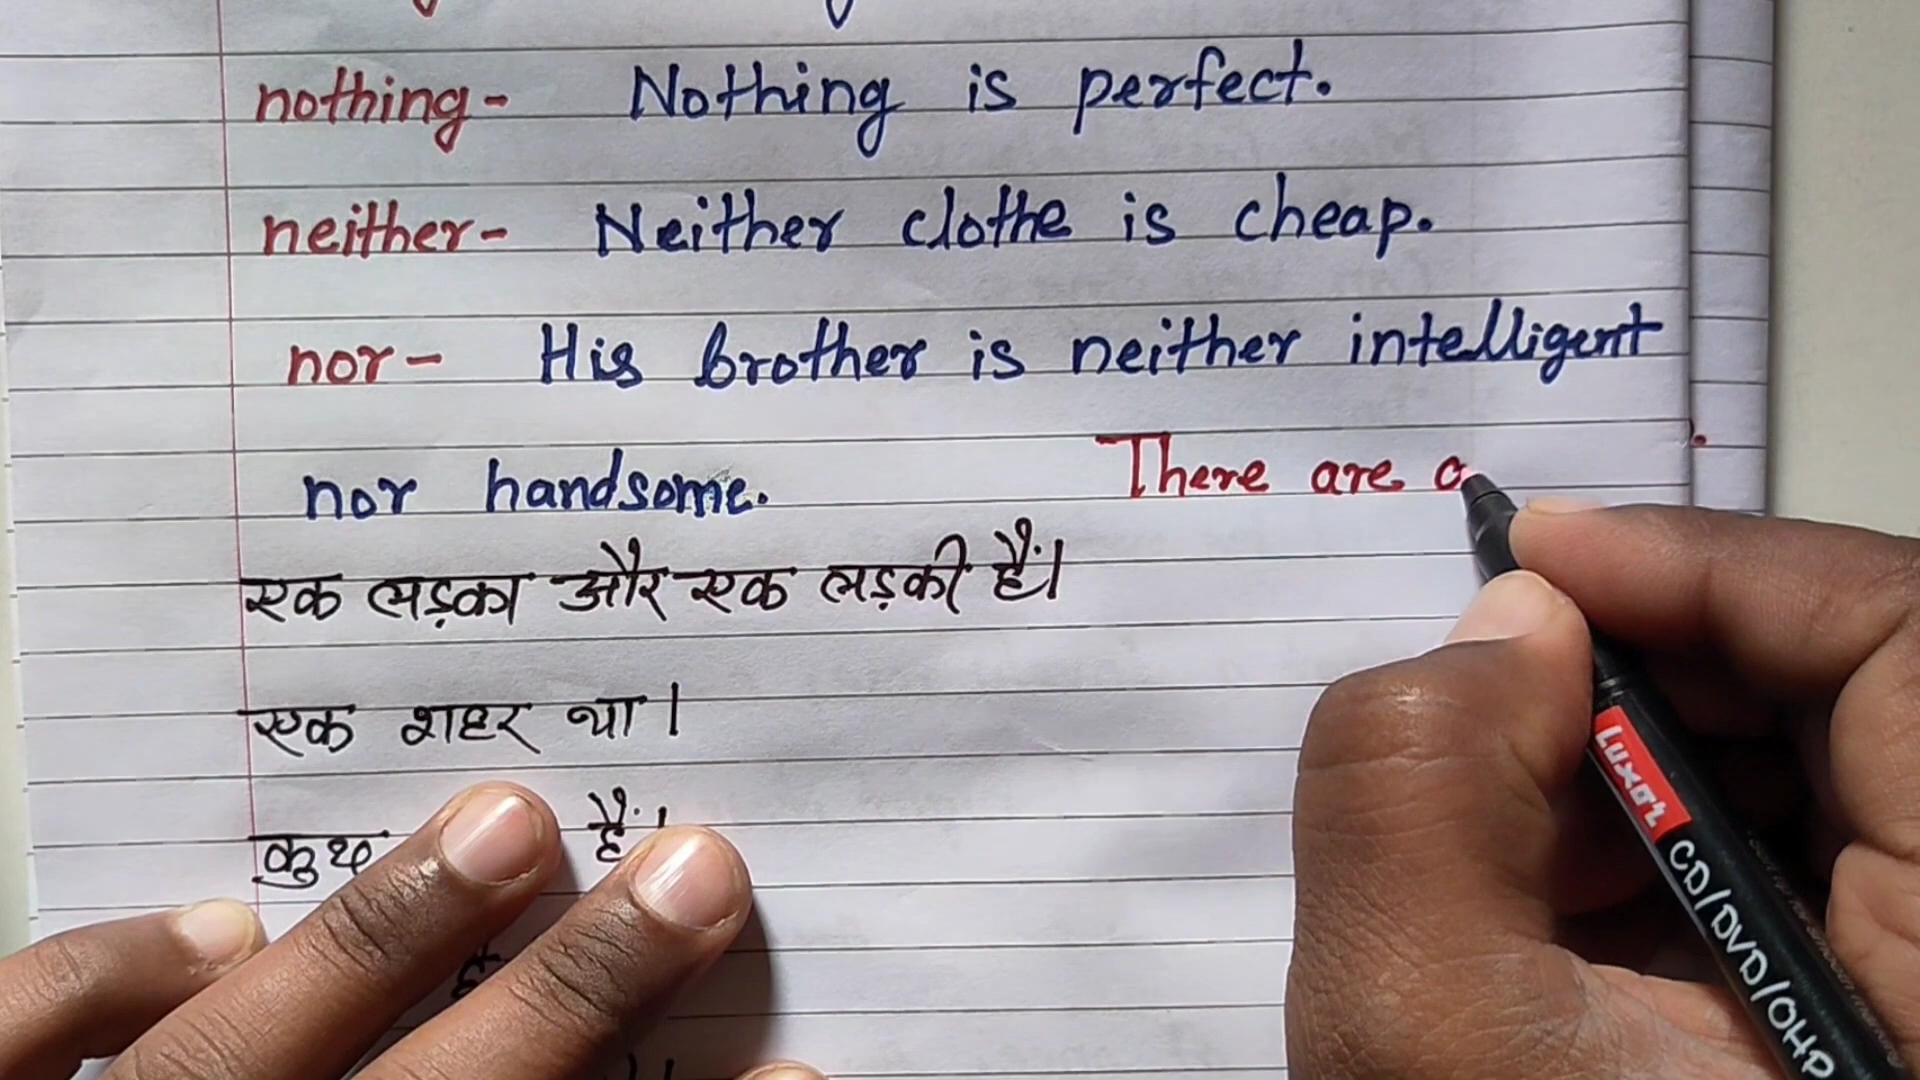 nothing- Nothing is perfect.
neither- Neither clothe is cheap.
nor- His brother is neither intelligent
nor handsome. There are a
एक लड़का और एक लड़की हैं।
एक शहर था।
कुछ हैं।
LUXOR CD/DVD/OHP